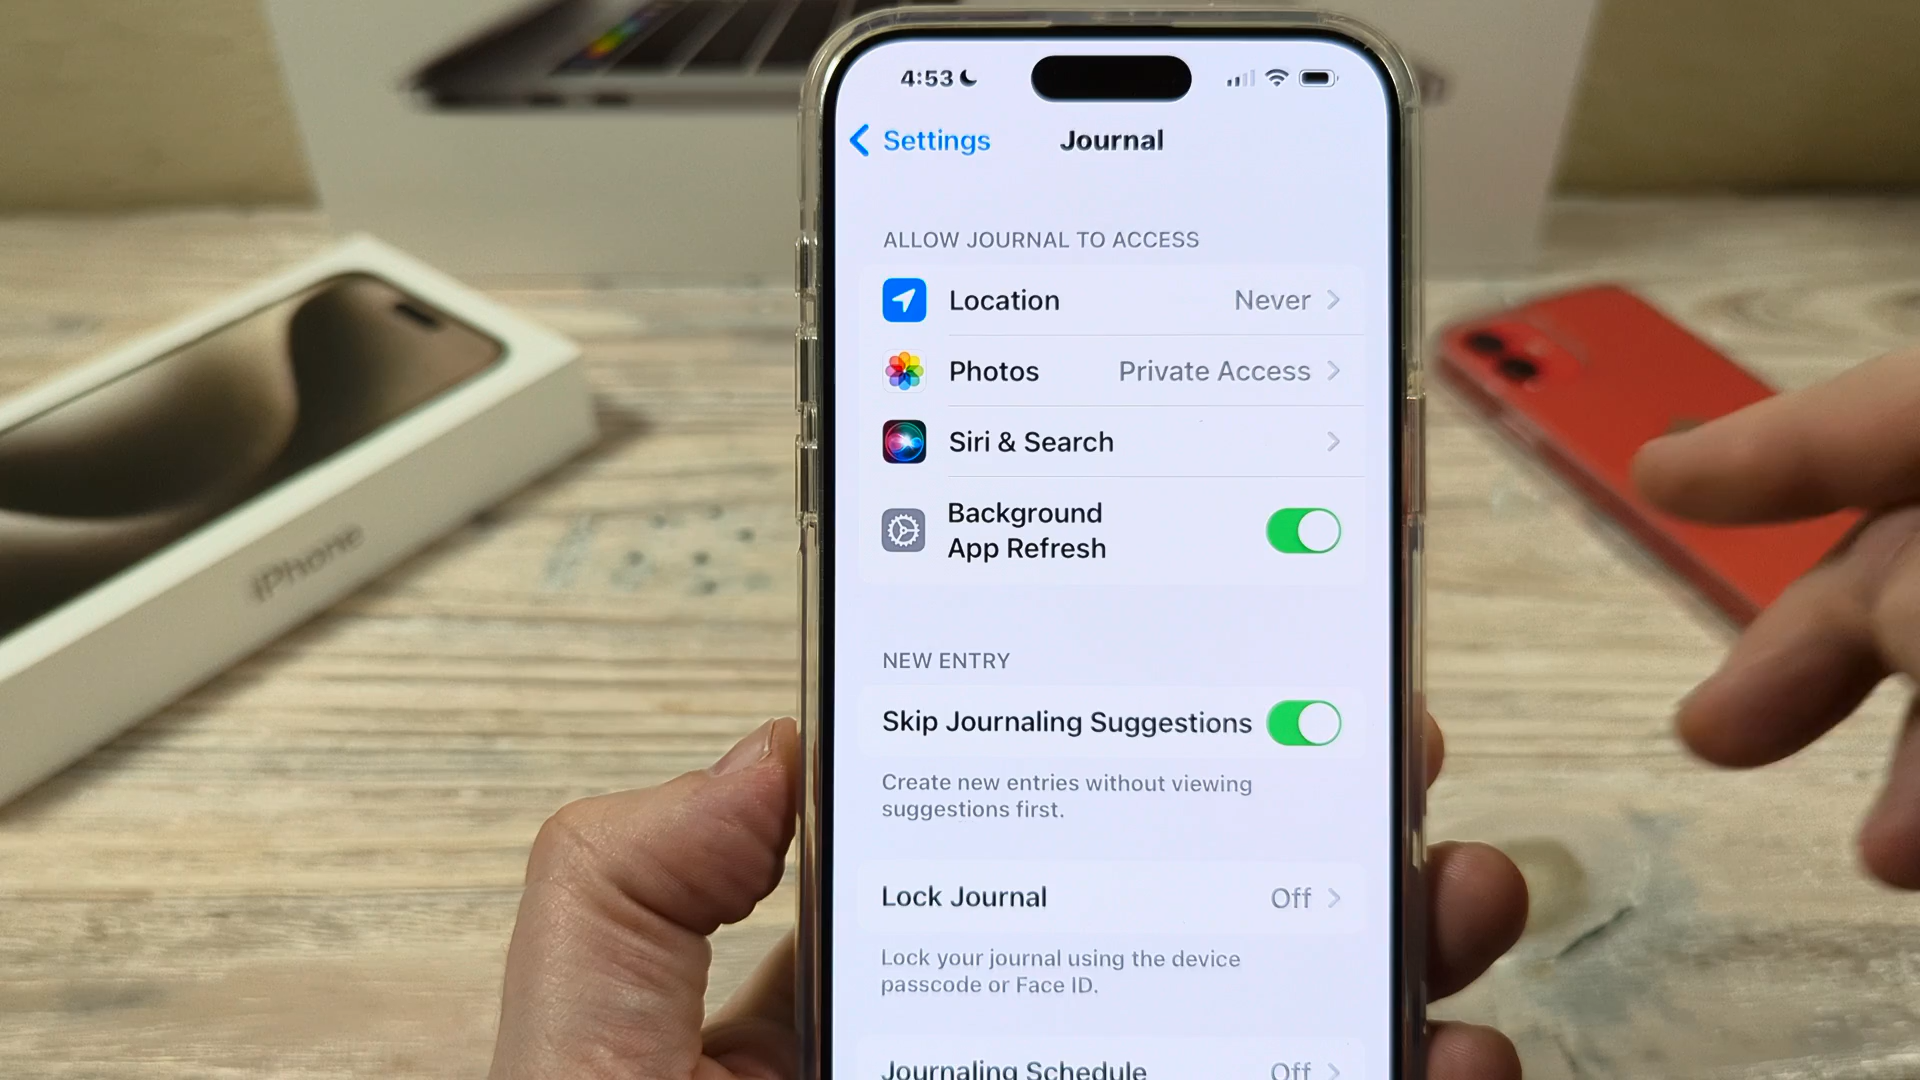 4:53
Settings
Journal
ALLOW JOURNAL TO ACCESS
Location Never
Photos Private Access
Siri & Search
Background
App Refresh
NEW ENTRY
Skip Journaling Suggestions
Create new entries without viewing
suggestions first.
Lock Journal Off
Lock your journal using the device
passcode or Face ID.
Journaling Schedule Off
iPhone